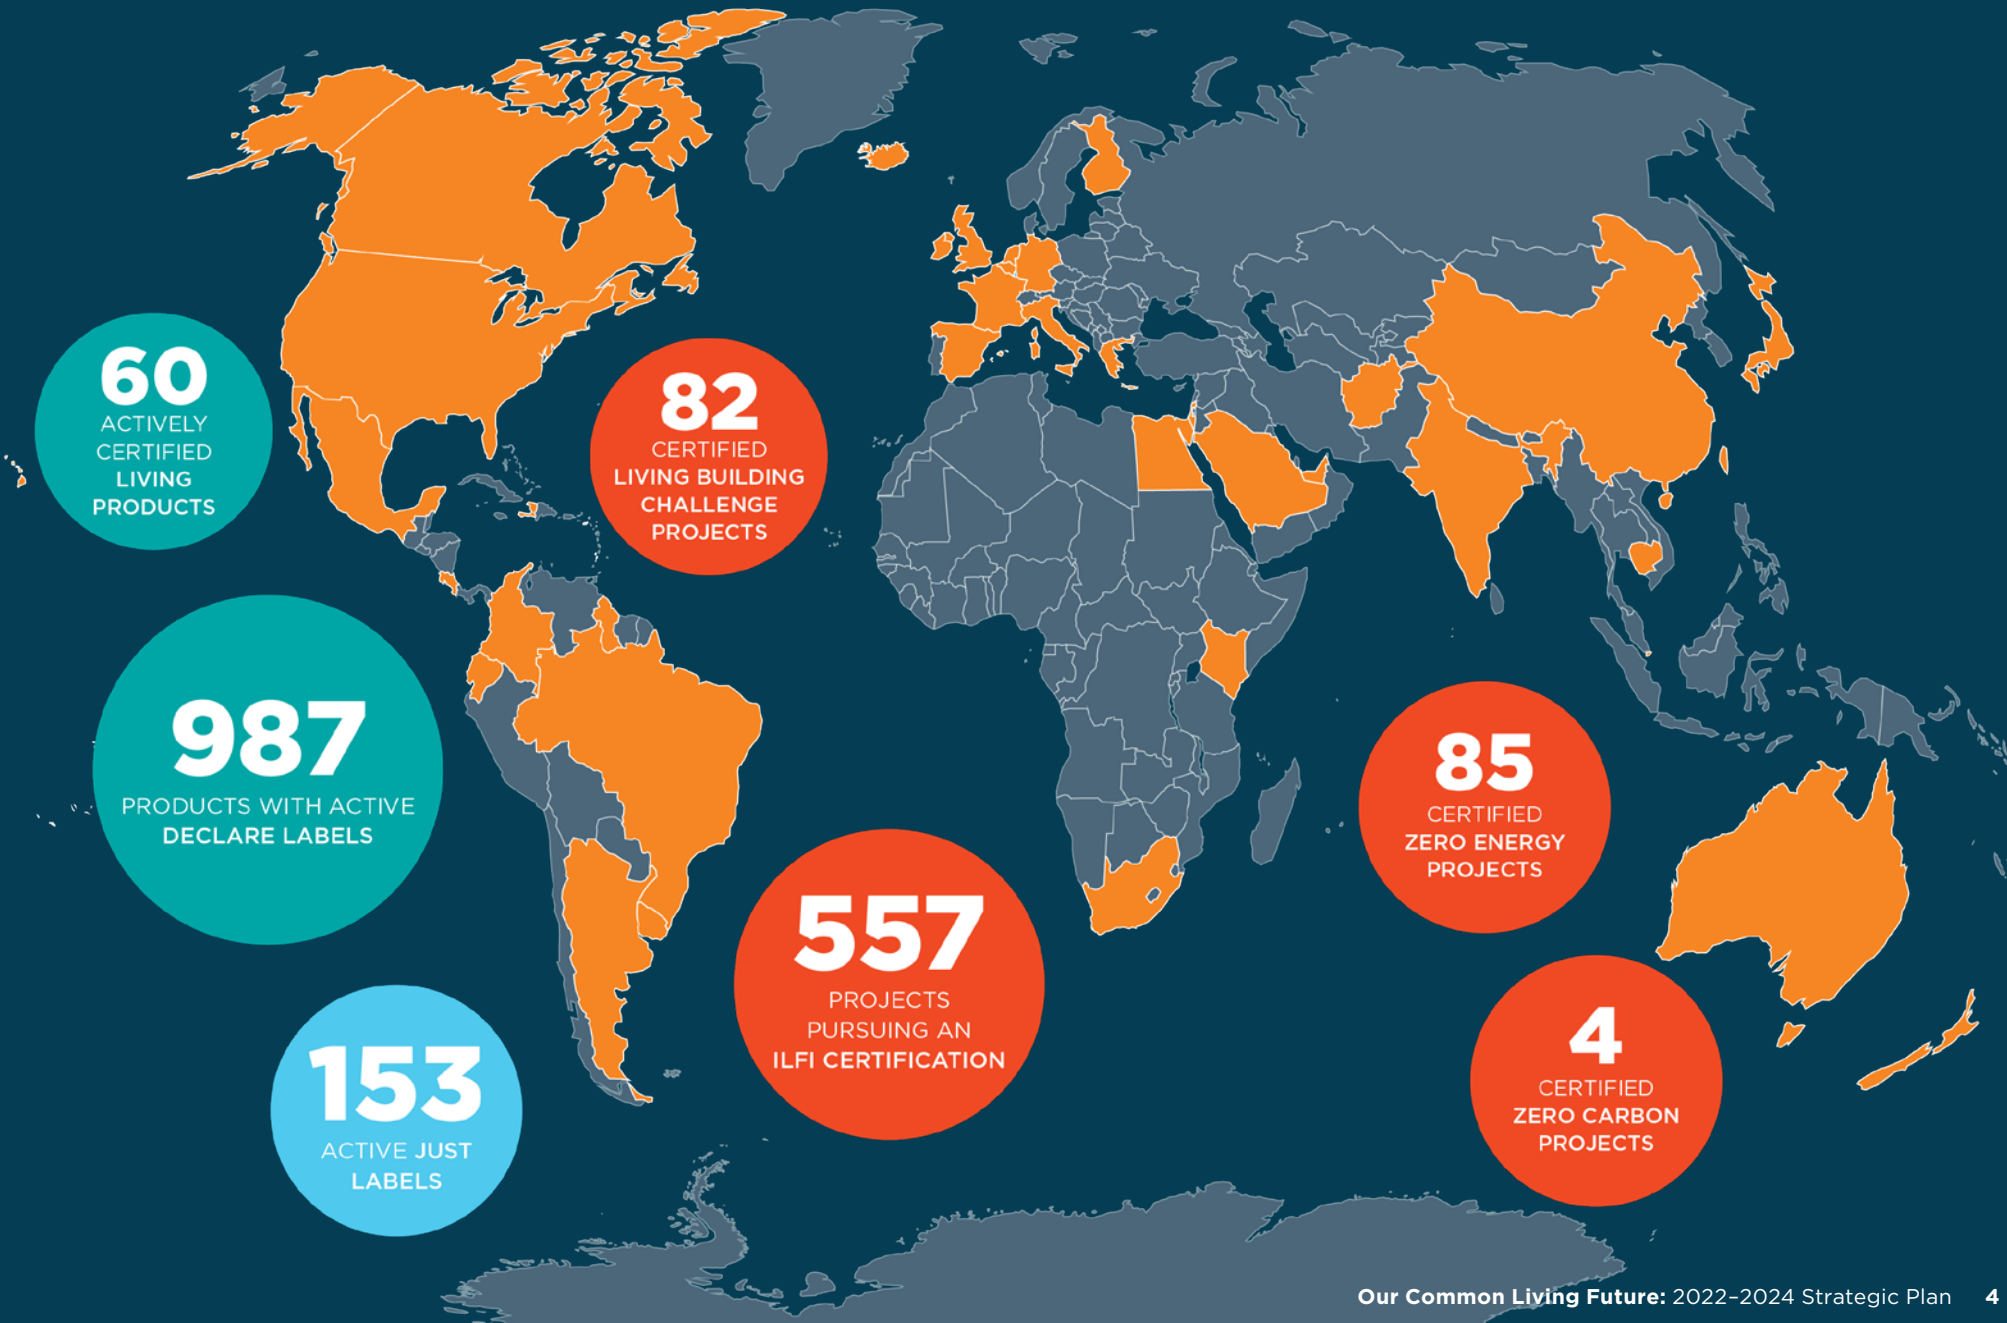 60
ACTIVELY
CERTIFIED
LIVING
PRODUCTS
82
CERTIFIED
LIVING BUILDING
CHALLENGE
PROJECTS
987
PRODUCTS WITH ACTIVE
DECLARE LABELS
85
CERTIFIED
ZERO ENERGY
PROJECTS
557
PROJECTS
PURSUING AN
ILFI CERTIFICATION
153
ACTIVE JUST
LABELS
4
CERTIFIED
ZERO CARBON
PROJECTS
Our Common Living Future: 2022–2024 Strategic Plan 4